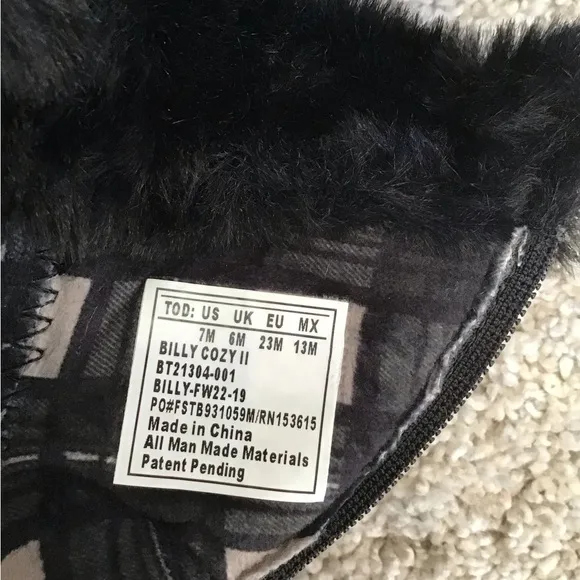 TOD: US UK EU MX
7M 6M 23M 13M
BILLY COZY II
BT21304-001
BILLY-FW22-19
PO#FSTB931059M/RN153615
Made in China
All Man Made Materials
Patent Pending